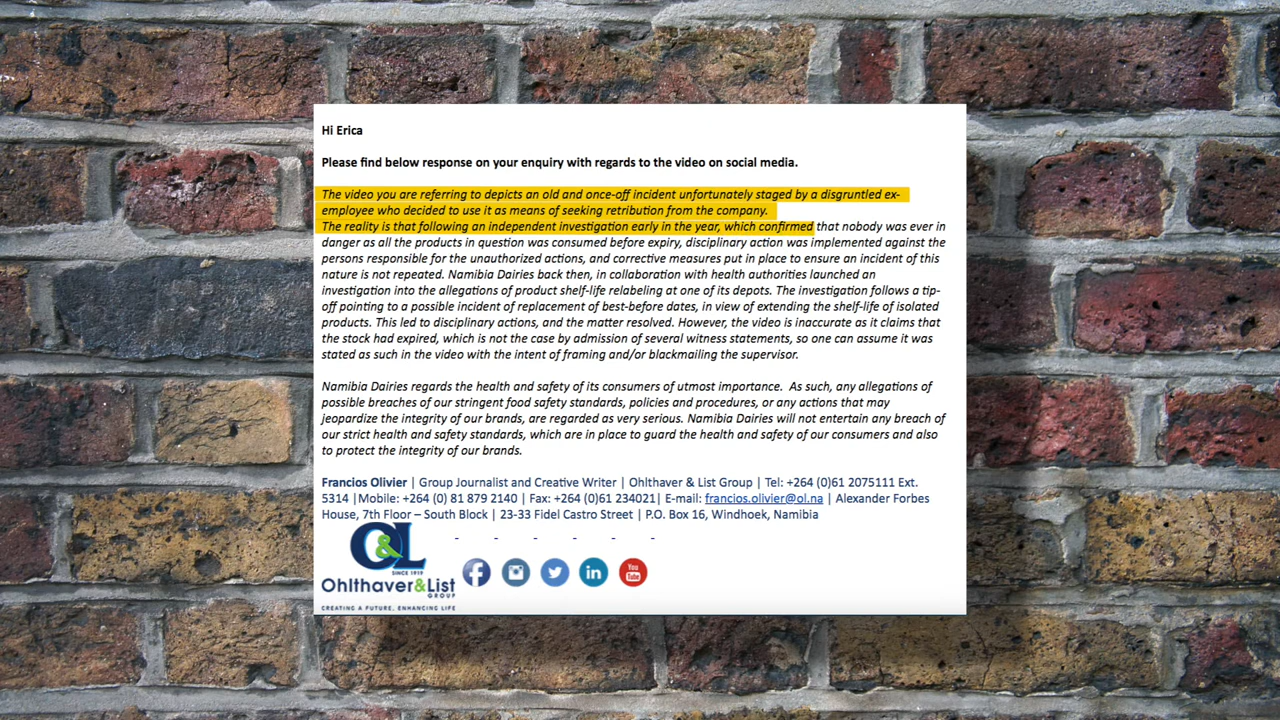 Hi Erica
Please find below response on your enquiry with regards to the video on social media.
The video you are referring to depicts an old and once-off incident unfortunately staged by a disgruntled ex-
employee who decided to use it as means of seeking retribution from the company.
The reality is that following an independent investigation early in the year, which confirmed that nobody was ever in
danger as all the products in question was consumed before expiry, disciplinary action was implemented against the
persons responsible for the unauthorized actions, and corrective measures put in place to ensure an incident of this
nature is not repeated. Namibia Dairies back then, in collaboration with health authorities launched an
investigation into the allegations of product shelf-life relabeling at one of its depots. The investigation follows a tip-
off pointing to a possible incident of replacement of best-before dates, in view of extending the shelf-life of isolated
products. This led to disciplinary actions, and the matter resolved. However, the video is inaccurate as it claims that
the stock had expired, which is not the case by admission of several witness statements, so one can assume it was
stated as such in the video with the intent of framing and/or blackmailing the supervisor.
Namibia Dairies regards the health and safety of its consumers of utmost importance. As such, any allegations of
possible breaches of our stringent food safety standards, policies and procedures, or any actions that may
jeopardize the integrity of our brands, are regarded as very serious. Namibia Dairies will not entertain any breach of
our strict health and safety standards, which are in place to guard the health and safety of our consumers and also
to protect the integrity of our brands.
Francios Olivier | Group Journalist and Creative Writer | Ohlthaver & List Group | Tel: +264 (0)61 2075111 Ext.
5314 |Mobile: +264 (0) 81 879 2140 | Fax: +264 (0)61 234021| E-mail: francios.olivier@ol.na | Alexander Forbes
House, 7th Floor – South Block | 23-33 Fidel Castro Street | P.O. Box 16, Windhoek, Namibia
O&L
SINCE 1919
Ohlthaver&List
GROUP
CREATING A FUTURE, ENHANCING LIFE
f
in
You
Tube